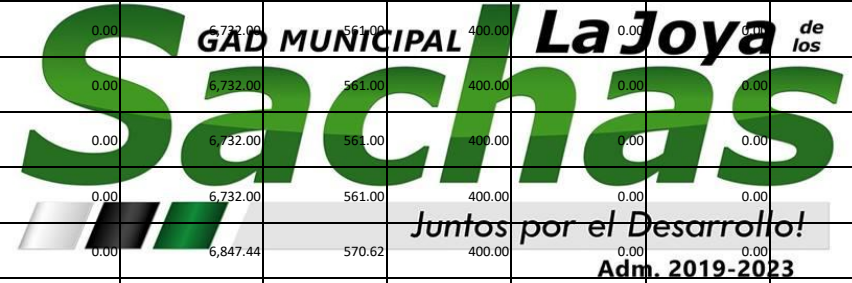 GAD MUNICIPAL La Joya de los
0.00 6,732.00 561.00 400.00 0.00 0.00
Sachas
0.00 6,732.00 561.00 400.00 0.00 0.00
0.00 6,732.00 561.00 400.00 0.00 0.00
0.00 6,732.00 561.00 400.00 0.00 0.00
Juntos por el Desarrollo!
0.00 6,847.44 570.62 400.00 0.00 0.00
Adm. 2019-2023